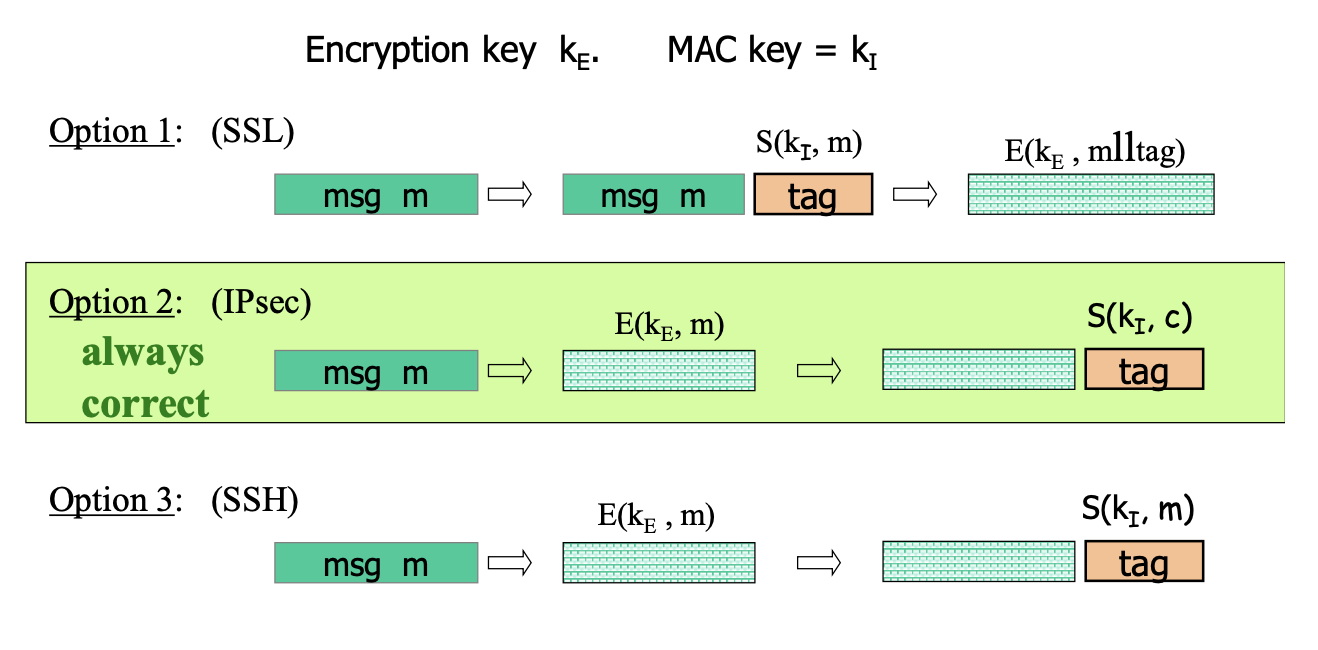 Encryption key k_E.    MAC key = k_I
Option 1:   (SSL)
S(k_I, m)
E(k_E , mlltag)
msg  m
msg  m
tag
Option 2:   (IPsec)
always
correct
E(k_E, m)
S(k_I, c)
msg  m
tag
Option 3:   (SSH)
E(k_E , m)
S(k_I, m)
msg  m
tag